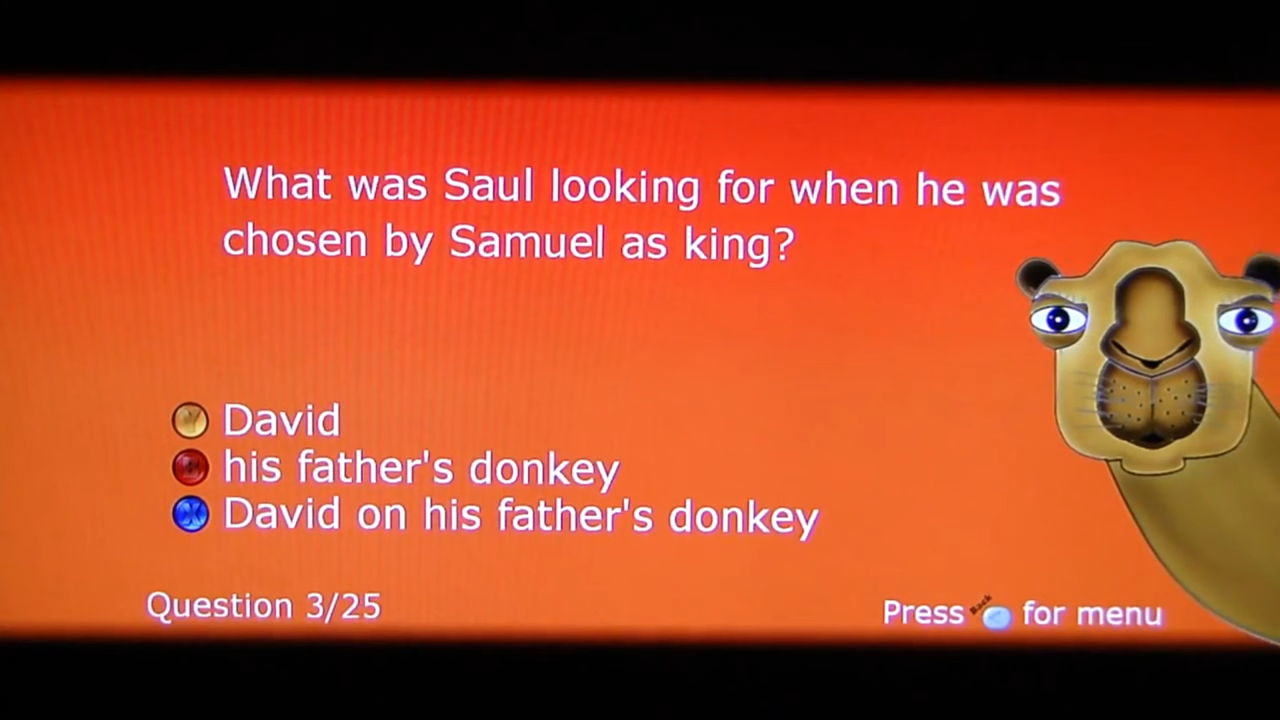 What was Saul looking for when he was
chosen by Samuel as king?
Y David
B his father's donkey
X David on his father's donkey
Question 3/25
Press Back for menu